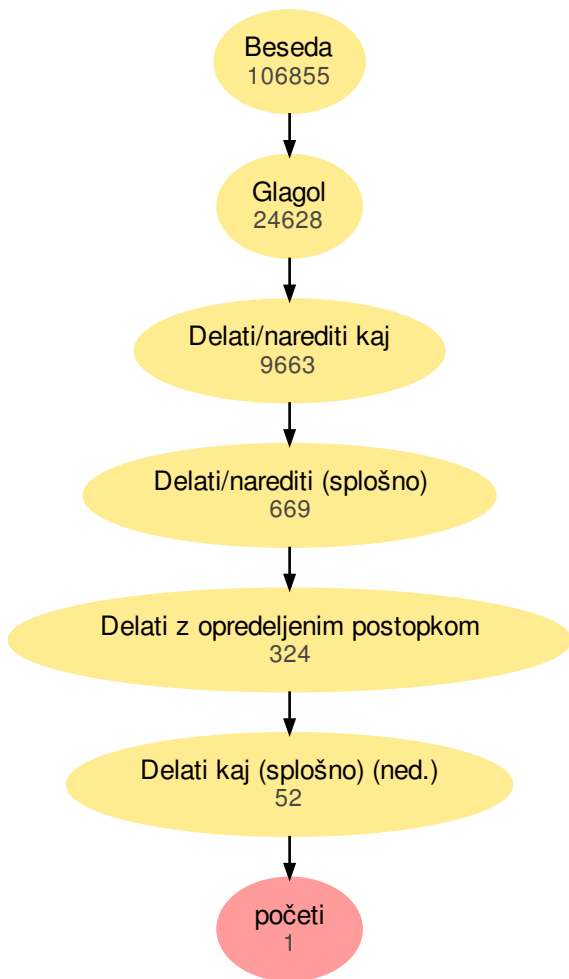 Beseda
106855
Glagol
24628
Delati/narediti kaj
9663
Delati/narediti (splošno)
669
Delati z opredeljenim postopkom
324
Delati kaj (splošno) (ned.)
52
početi
1